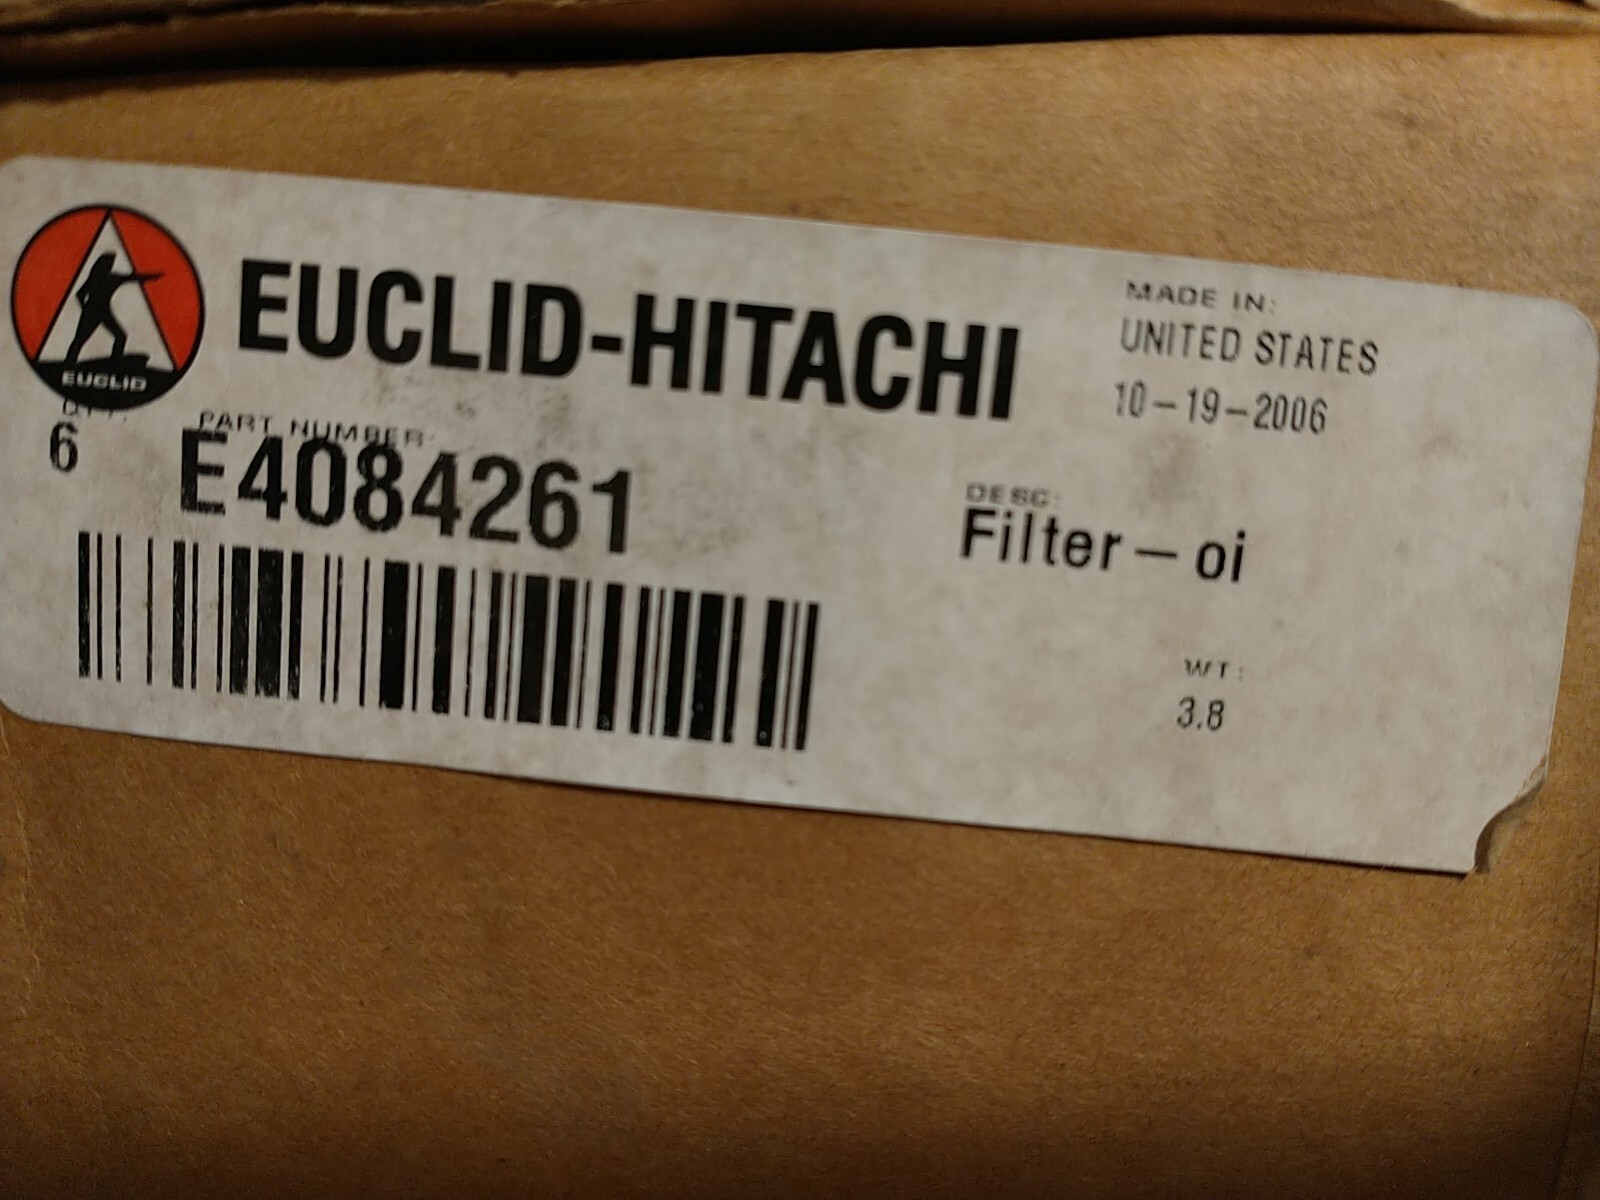 EUCLID
EUCLID-HITACHI
MADE IN:
UNITED STATES
10-19-2006
QTY:
6
PART NUMBER:
E4084261
DESC:
Filter-oi
WT:
3.8